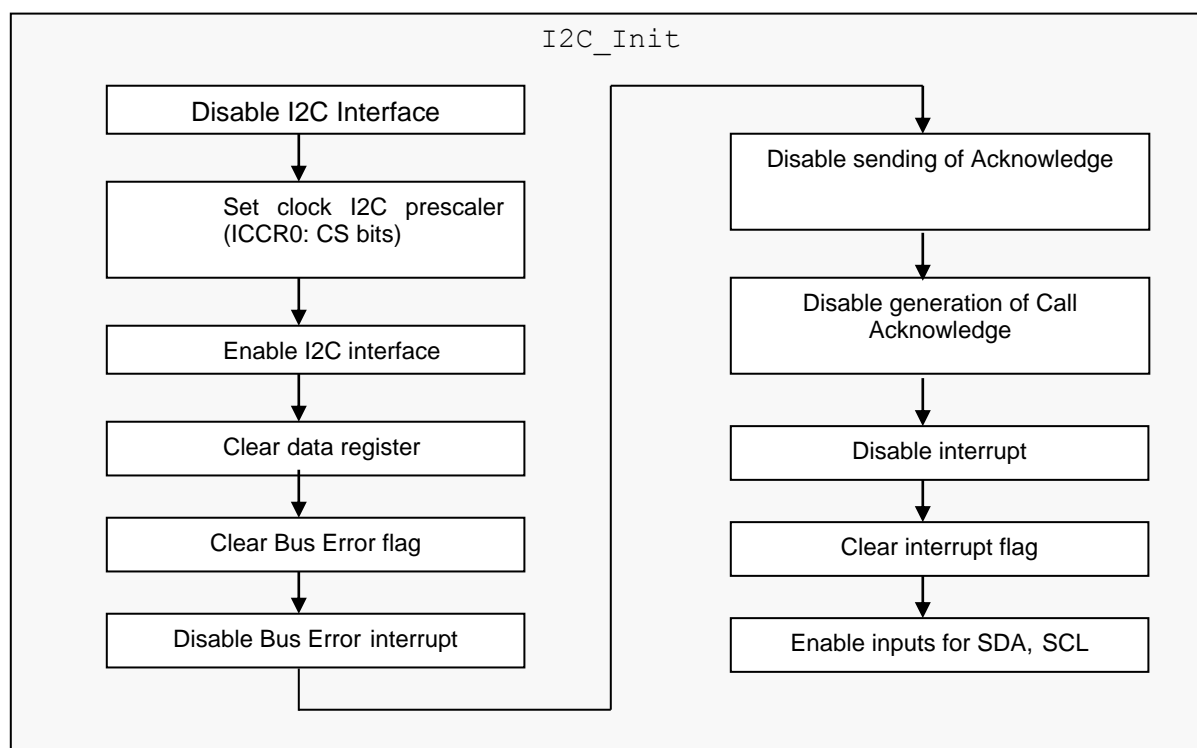 I2C_Init
Disable I2C Interface
Set clock I2C prescaler
(ICCR0: CS bits)
Enable I2C interface
Clear data register
Clear Bus Error flag
Disable Bus Error interrupt
Disable sending of Acknowledge
Disable generation of Call
Acknowledge
Disable interrupt
Clear interrupt flag
Enable inputs for SDA, SCL